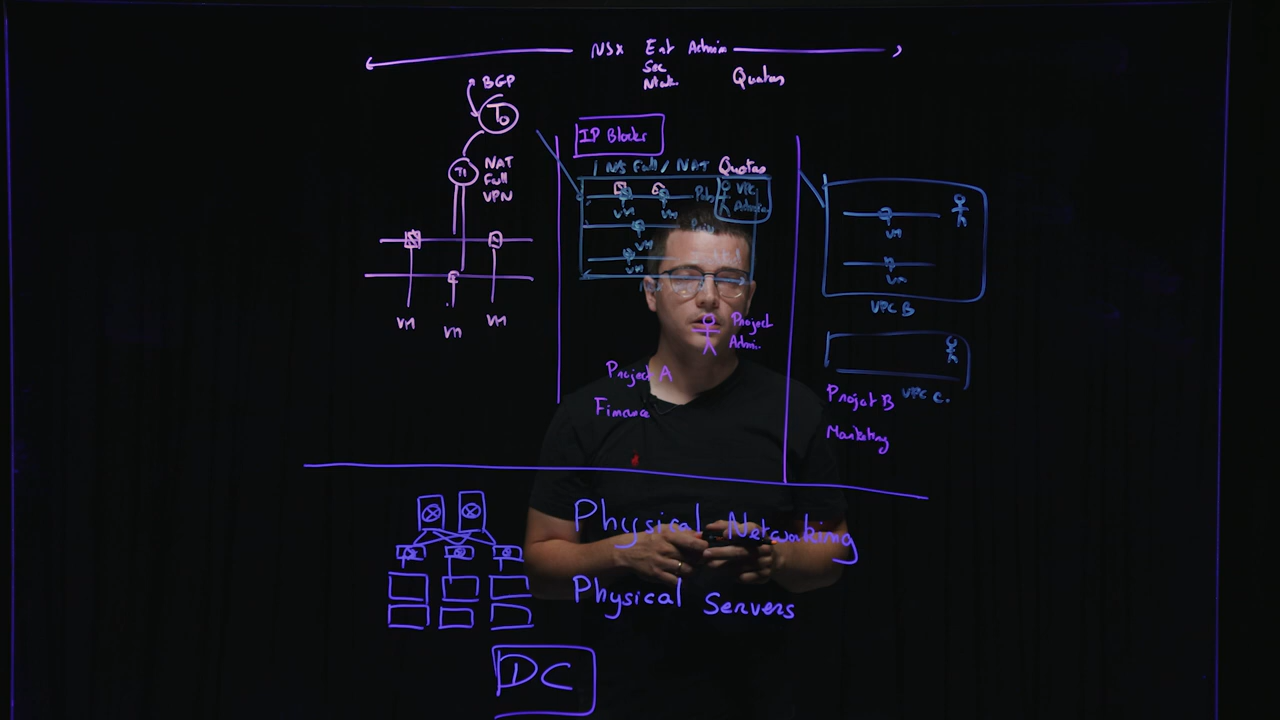 NSX Ent Admin
Sec
Ntwk.
Quotas
BGP
T0
T1
NAT
Full
VPN
VM
VM
VM
IP Blocks
N/S Full / NAT
Quotas
VPC
Admin
Pub
VM
VM
VM
VM
Project
Admin.
Project A
Finance
VM
VM
VPC B
VPC C.
Project B
Marketing
Physical Networking
Physical Servers
DC